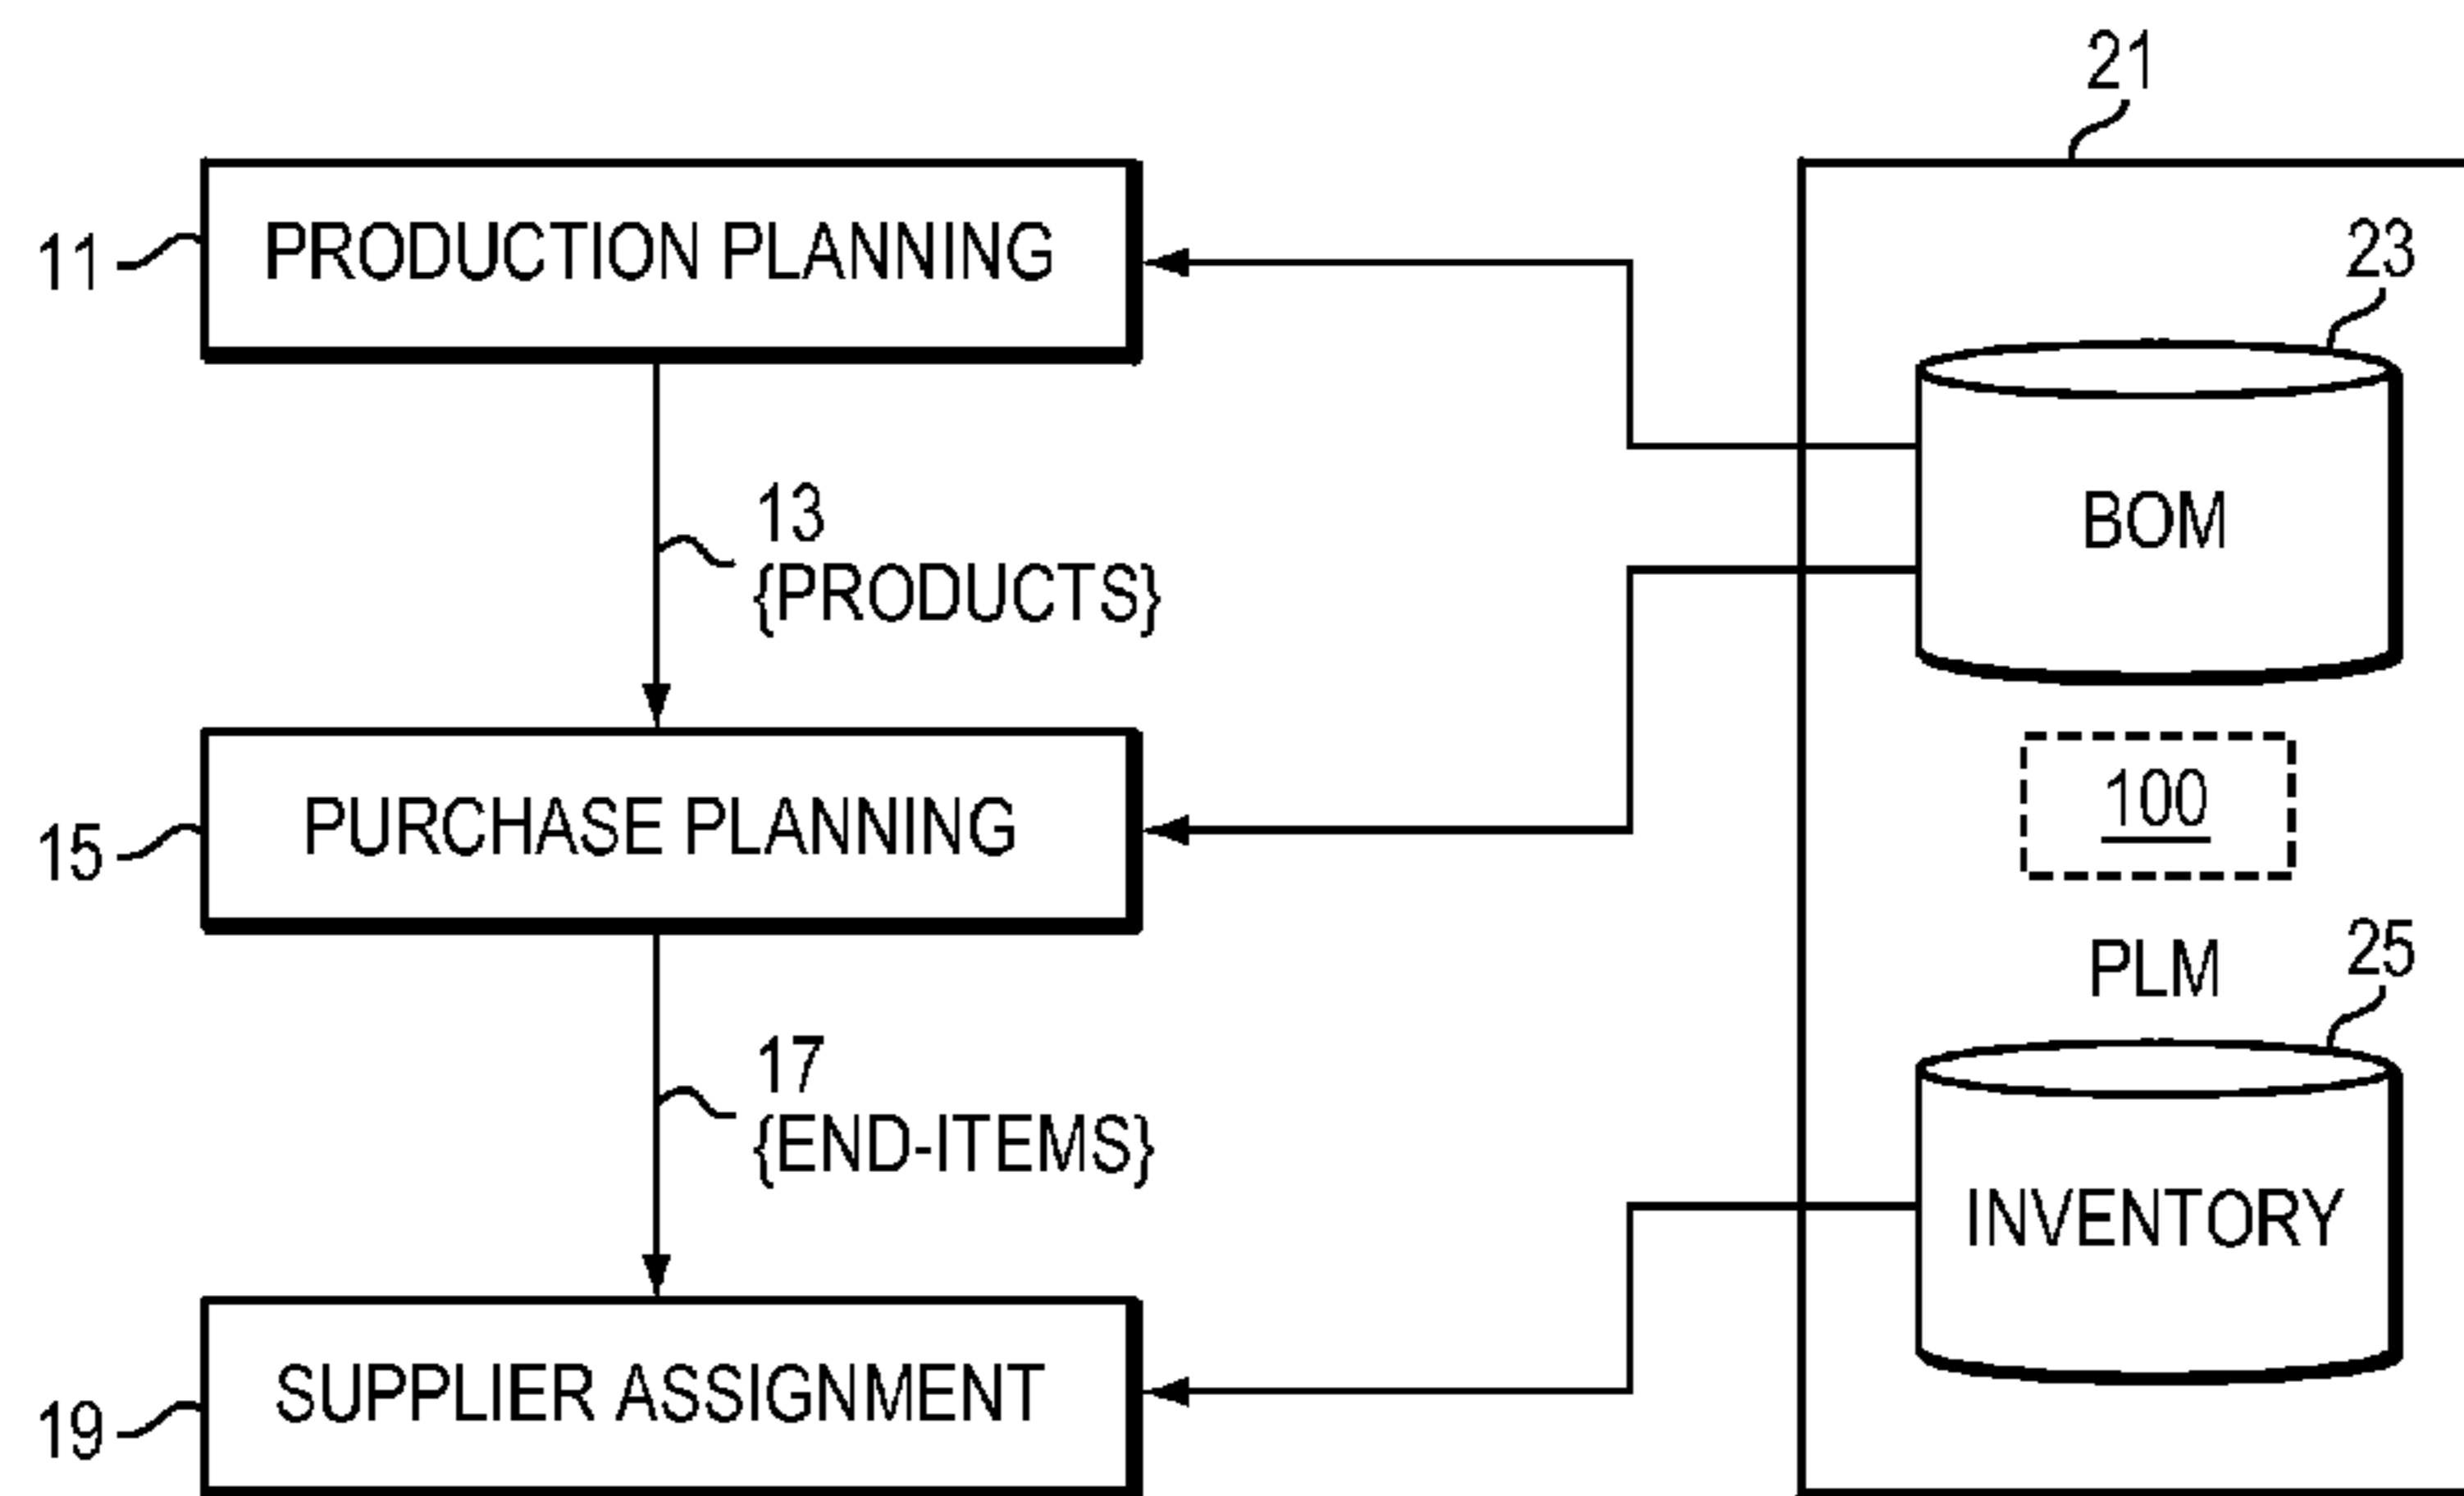 21
11
PRODUCTION PLANNING
23
13
{PRODUCTS}
BOM
15
PURCHASE PLANNING
100
PLM
25
17
{END-ITEMS}
INVENTORY
19
SUPPLIER ASSIGNMENT